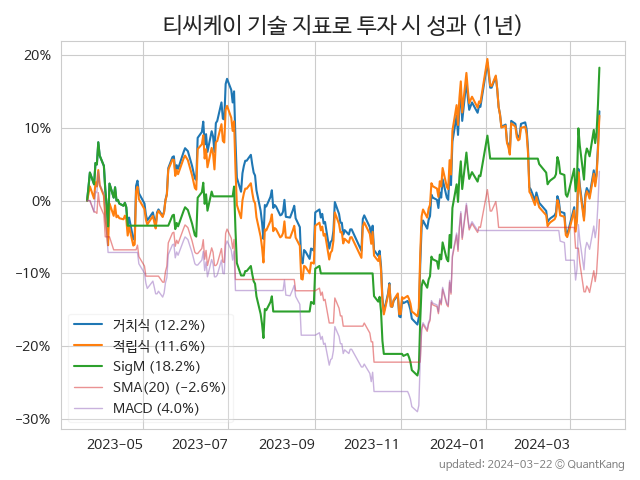 티씨케이 기술 지표로 투자 시 성과 (1년)
20%
10%
0%
−10%
−20%
−30%
거치식 (12.2%)
적립식 (11.6%)
SigM (18.2%)
SMA(20) (−2.6%)
MACD (4.0%)
2023−05
2023−07
2023−09
2023−11
2024−01
2024−03
updated: 2024−03−22 © QuantKang